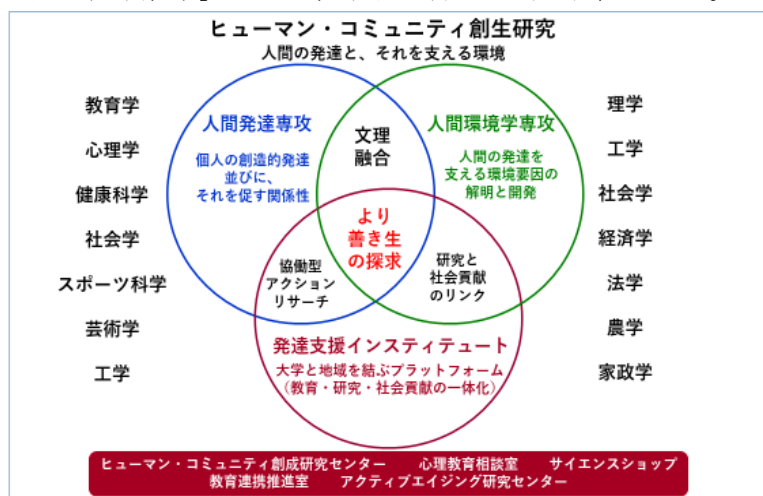 ヒューマン・コミュニティ創生研究
人間の発達と、それを支える環境
教育学
心理学
健康科学
社会学
スポーツ科学
芸術学
工学
人間発達専攻
個人の創造的発達
並びに、
それを促す関係性
文理
融合
人間環境学専攻
人間の発達を
支える環境要因の
解明と開発
より
善き生
の探求
協働型
アクション
リサーチ
研究と
社会貢献
のリンク
発達支援インスティテュート
大学と地域を結ぶプラットフォーム
（教育・研究・社会貢献の一体化）
理学
工学
社会学
経済学
法学
農学
家政学
ヒューマン・コミュニティ創成研究センター　心理教育相談室　サイエンスショップ
教育連携推進室　アクティブエイジング研究センター